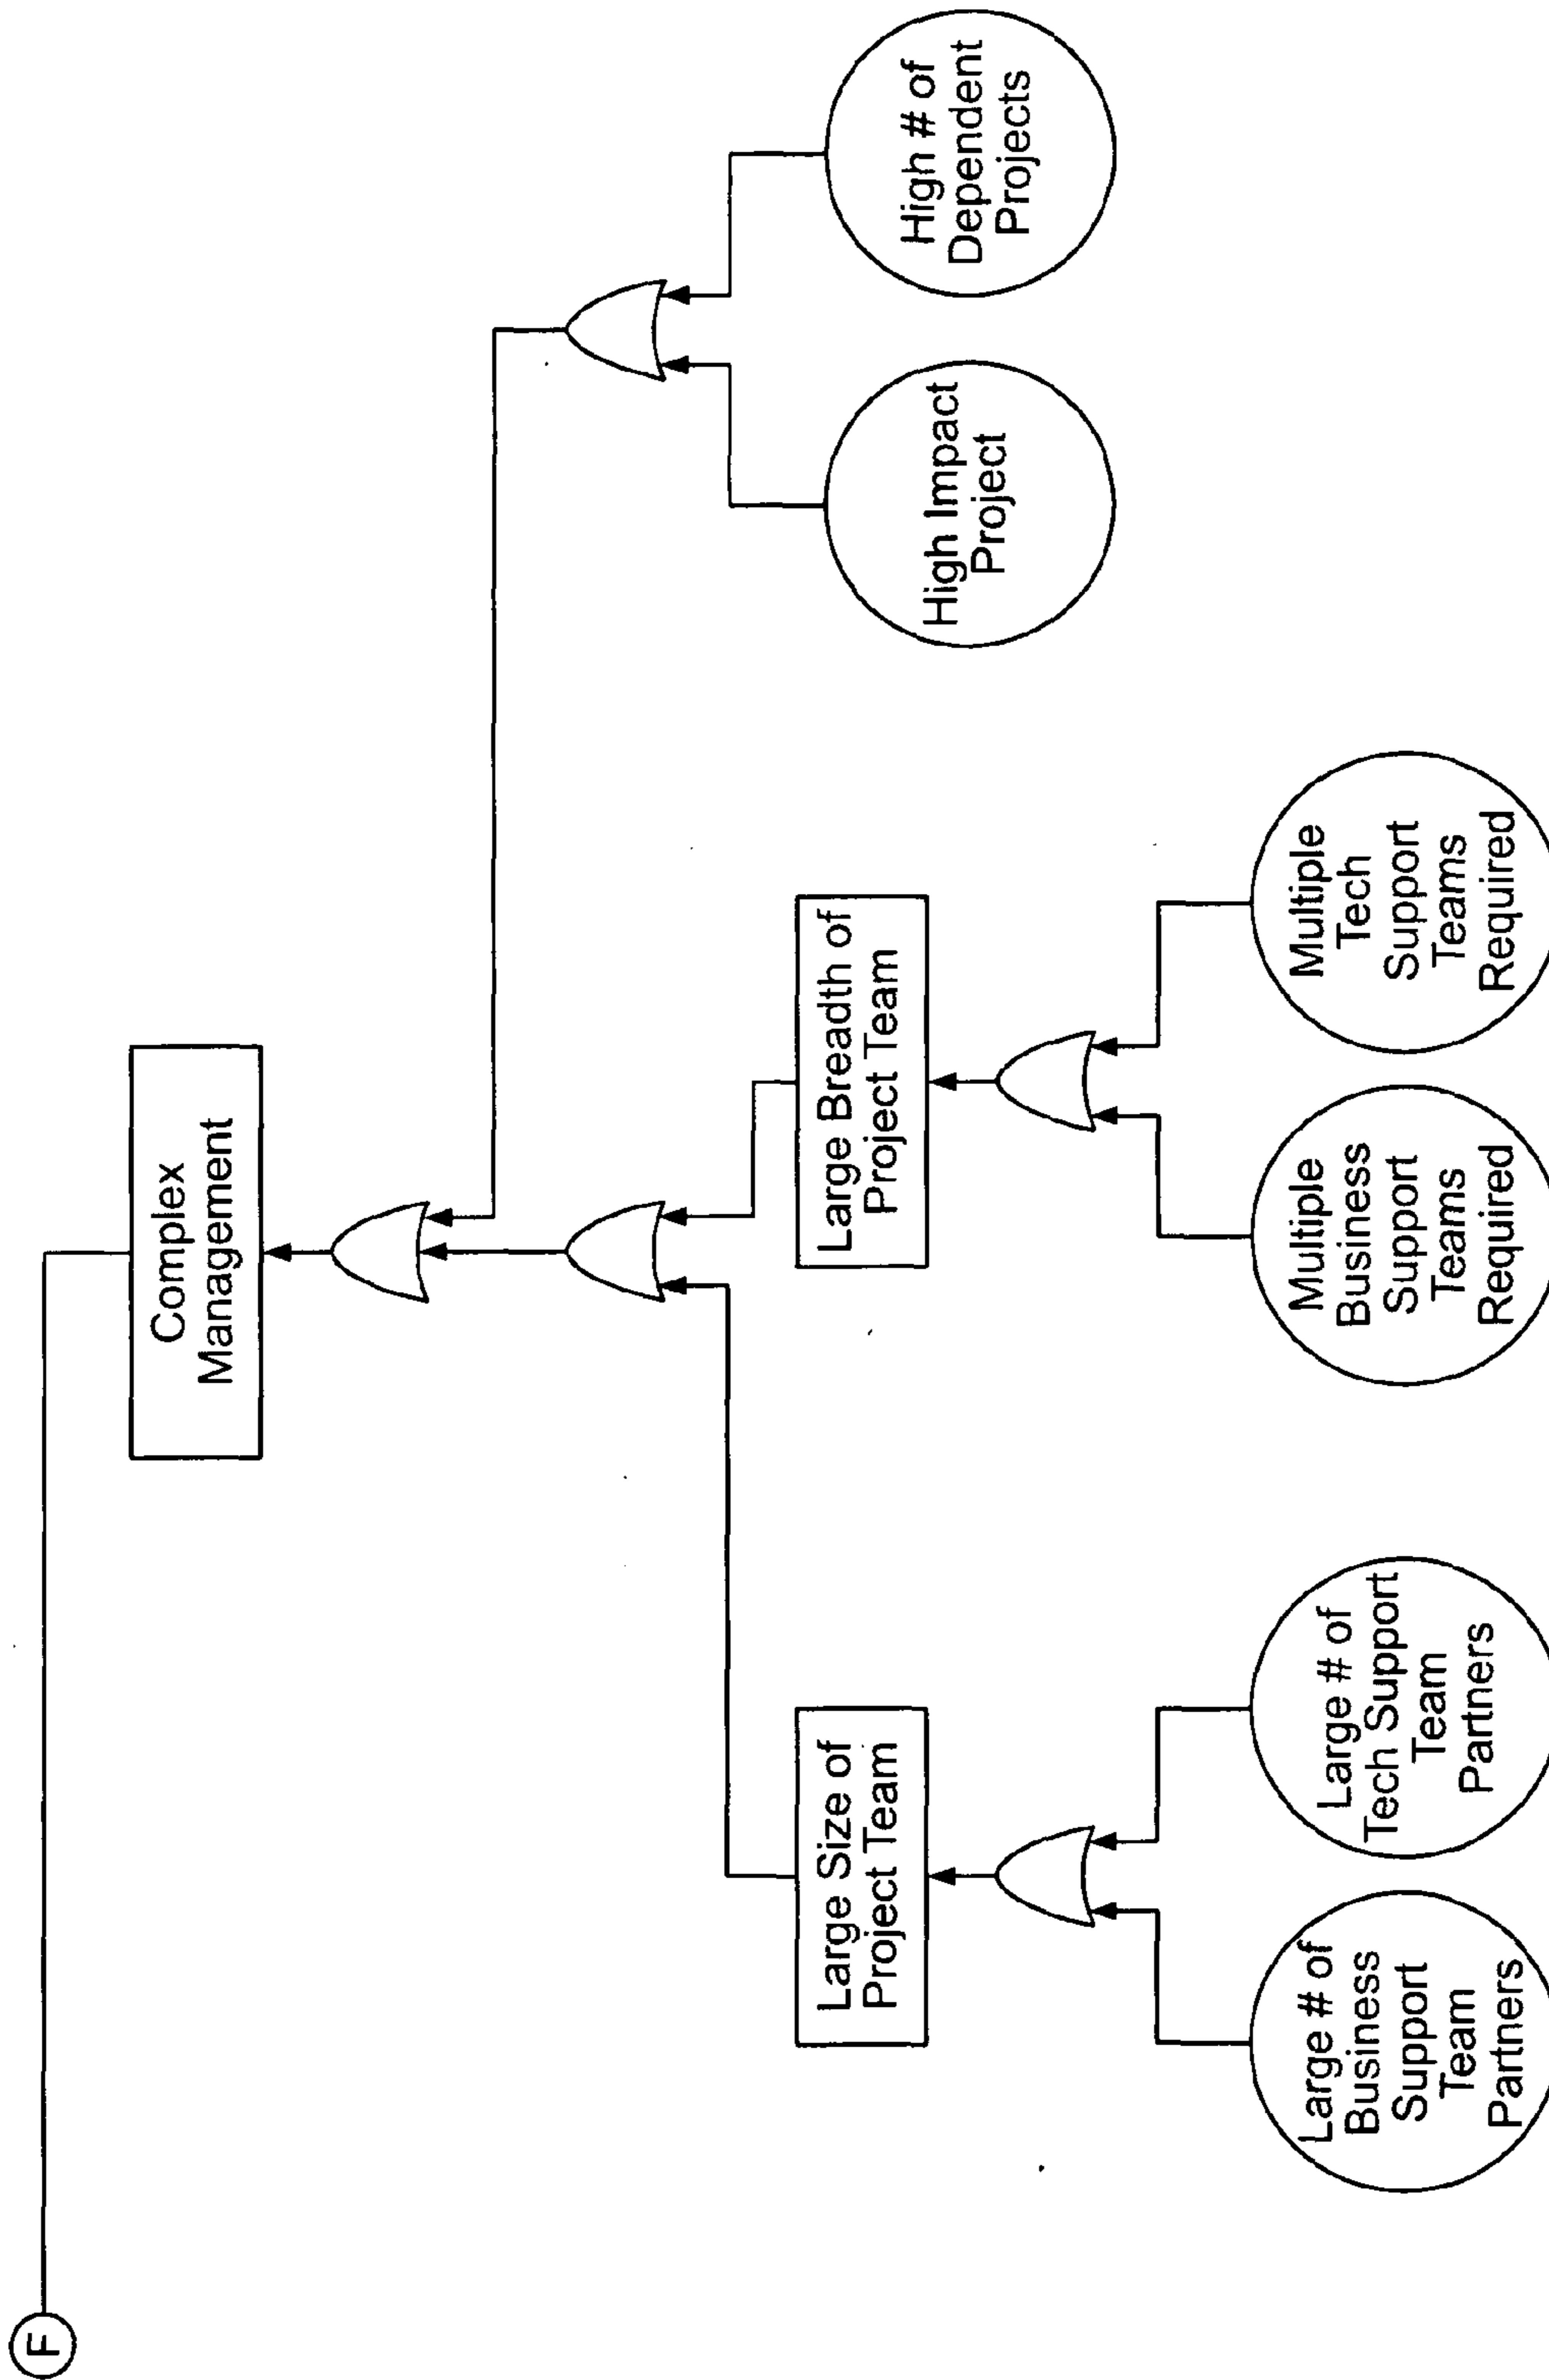 F
Complex
Management
Large Size of
Project Team
Large Breadth of
Project Team
High Impact
Project
High # of
Dependent
Projects
Large # of
Business
Support
Team
Partners
Large # of
Tech Support
Team
Partners
Multiple
Business
Support
Teams
Required
Multiple
Tech
Support
Teams
Required